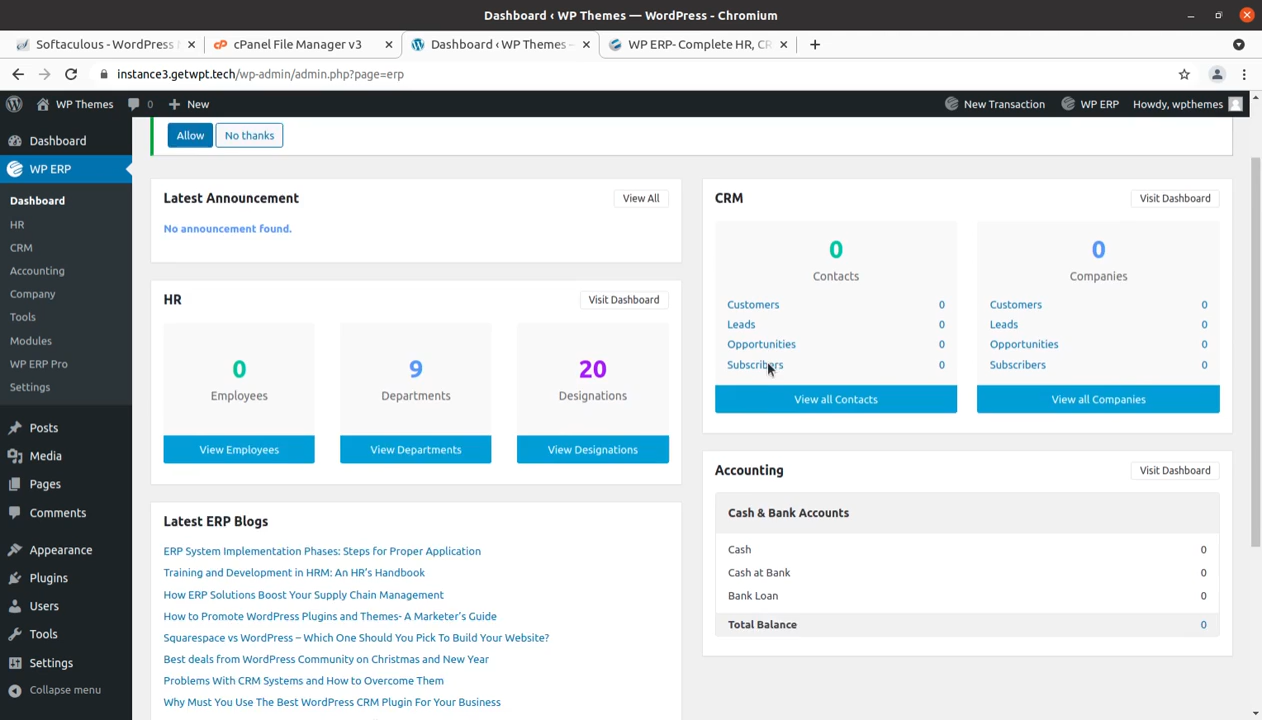 Dashboard ‹ WP Themes — WordPress - Chromium
Softaculous - WordPress
cPanel File Manager v3
Dashboard ‹ WP Themes —
WP ERP- Complete HR, CR
instance3.getwpt.tech/wp-admin/admin.php?page=erp
WP Themes
0
New
New Transaction
WP ERP
Howdy, wpthemes
Dashboard
WP ERP
Dashboard
HR
CRM
Accounting
Company
Tools
Modules
WP ERP Pro
Settings
Posts
Media
Pages
Comments
Appearance
Plugins
Users
Tools
Settings
Collapse menu
Allow
No thanks
Latest Announcement
View All
No announcement found.
HR
Visit Dashboard
0
Employees
View Employees
9
Departments
View Departments
20
Designations
View Designations
Latest ERP Blogs
ERP System Implementation Phases: Steps for Proper Application
Training and Development in HRM: An HR’s Handbook
How ERP Solutions Boost Your Supply Chain Management
How to Promote WordPress Plugins and Themes- A Marketer’s Guide
Squarespace vs WordPress – Which One Should You Pick To Build Your Website?
Best deals from WordPress Community on Christmas and New Year
Problems With CRM Systems and How to Overcome Them
Why Must You Use The Best WordPress CRM Plugin For Your Business
CRM
Visit Dashboard
0
Contacts
Customers 0
Leads 0
Opportunities 0
Subscribers 0
View all Contacts
0
Companies
Customers 0
Leads 0
Opportunities 0
Subscribers 0
View all Companies
Accounting
Visit Dashboard
Cash & Bank Accounts
Cash 0
Cash at Bank 0
Bank Loan 0
Total Balance 0